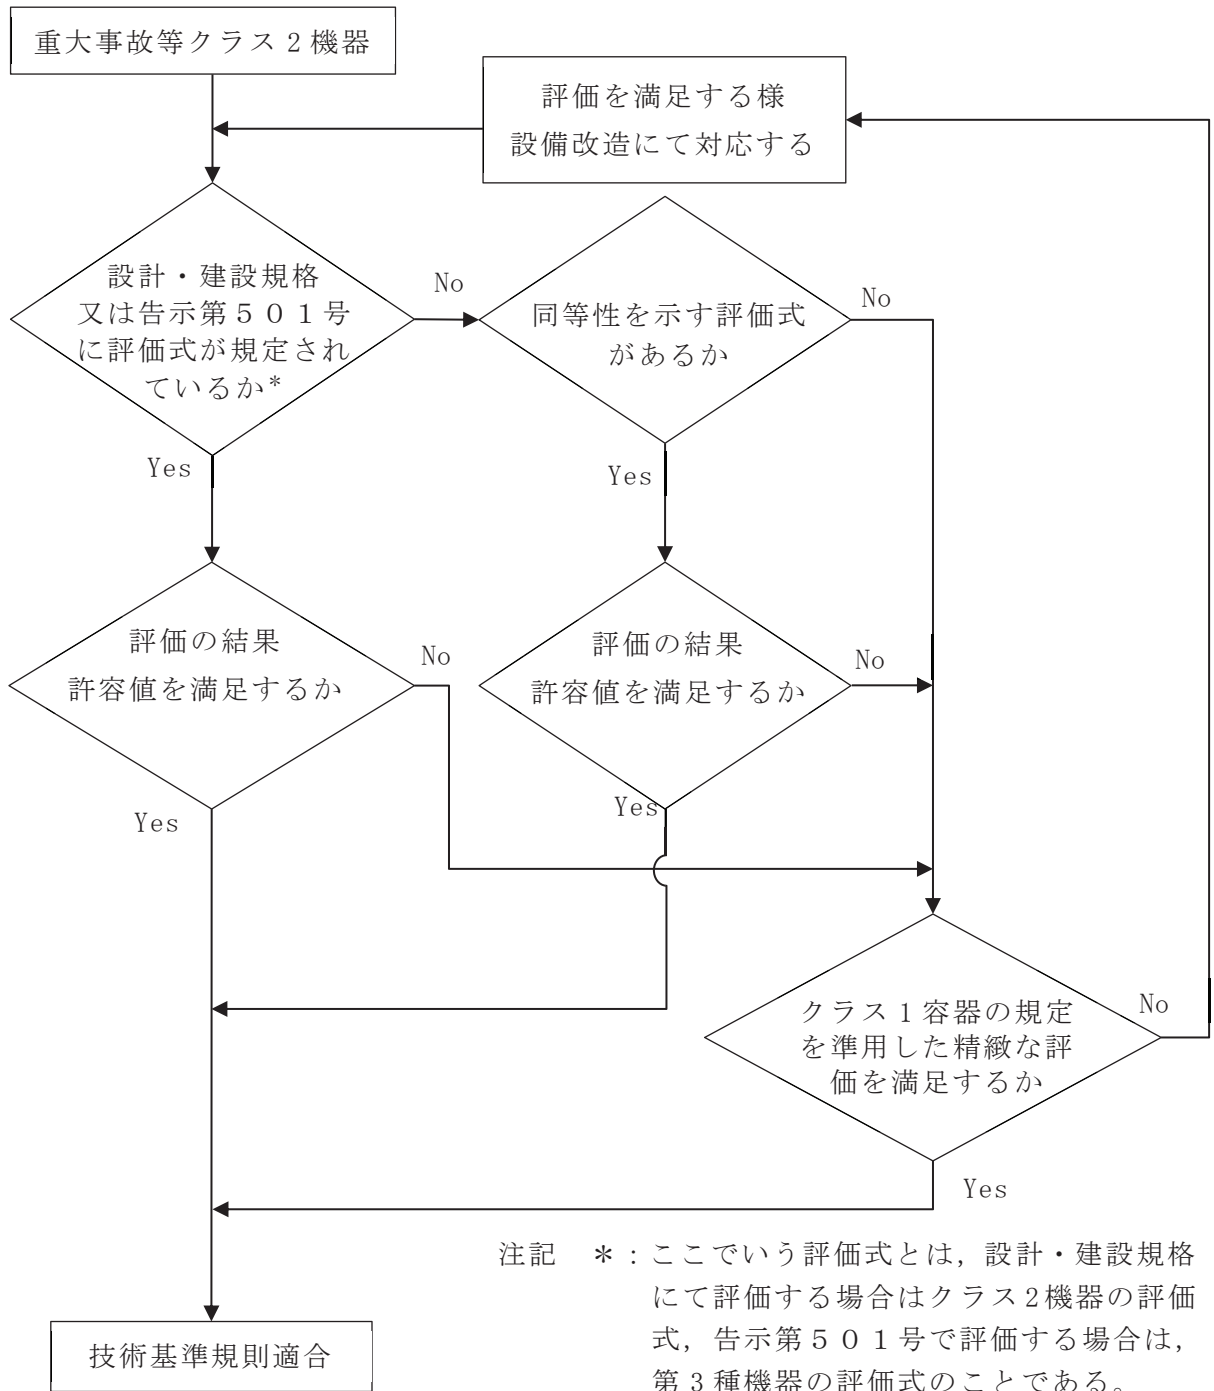 重大事故等クラス２機器
評価を満足する様
設備改造にて対応する
設計・建設規格
又は告示第５０１号
に評価式が規定され
ているか*
No
同等性を示す評価式
があるか
No
Yes
Yes
評価の結果
許容値を満足するか
No
評価の結果
許容値を満足するか
No
Yes
Yes
クラス１容器の規定
を準用した精緻な評
価を満足するか
No
Yes
注記　＊：ここでいう評価式とは，設計・建設規格
にて評価する場合はクラス2機器の評価
式，告示第５０１号で評価する場合は，
第３種機器の評価式のことである。
技術基準規則適合